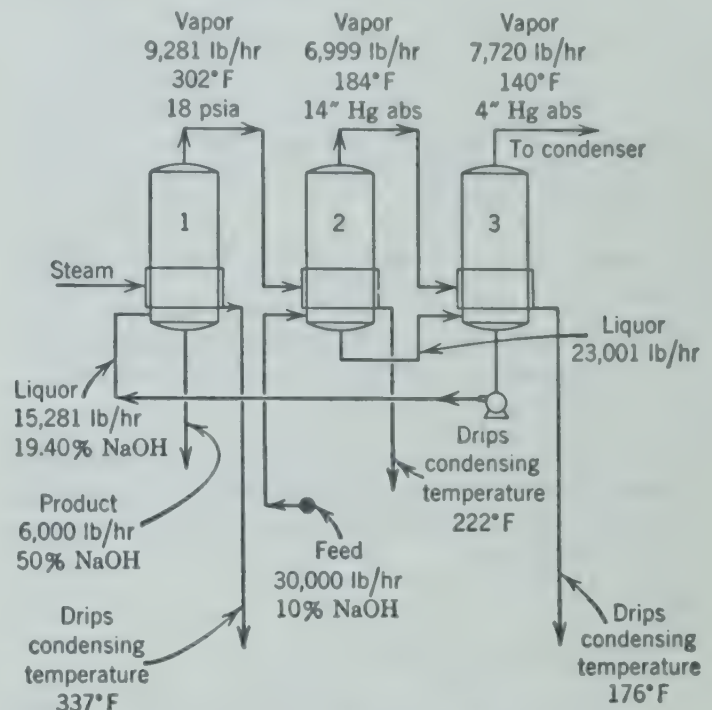 Vapor
9,281 lb/hr
302°F
18 psia
Vapor
6,999 lb/hr
184°F
14″ Hg abs
Vapor
7,720 lb/hr
140°F
4″ Hg abs
To condenser
1
2
3
Steam
Liquor
23,001 lb/hr
Liquor
15,281 lb/hr
19.40% NaOH
Product
6,000 lb/hr
50% NaOH
Drips
condensing
temperature
222°F
Feed
30,000 lb/hr
10% NaOH
Drips
condensing
temperature
337°F
Drips
condensing
temperature
176°F